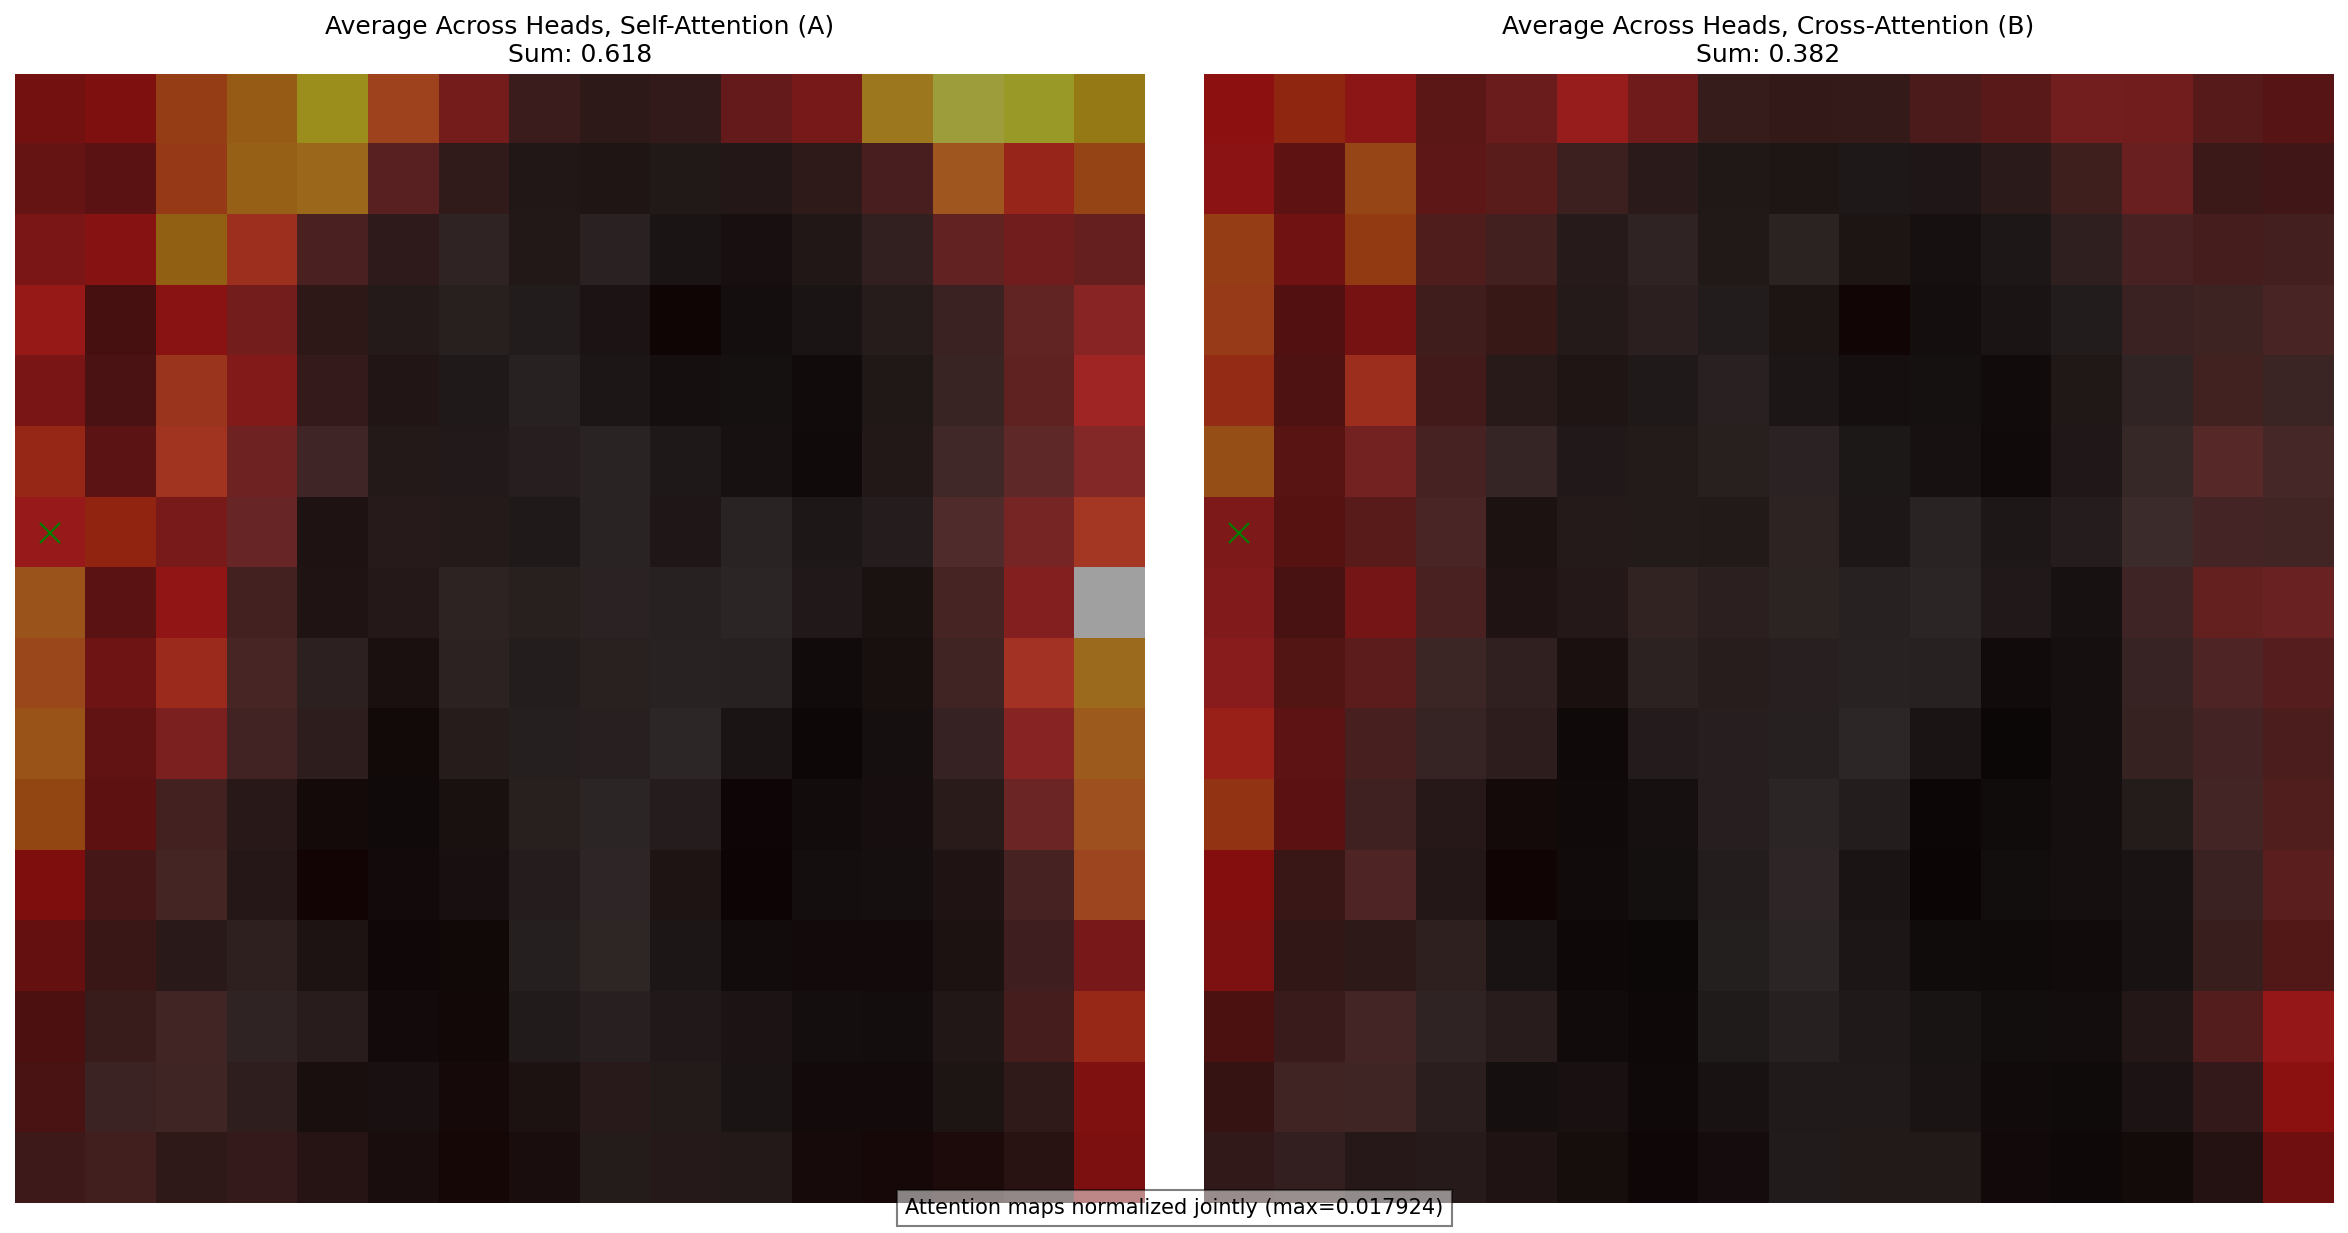 Average Across Heads, Self-Attention (A)
Sum: 0.618
Average Across Heads, Cross-Attention (B)
Sum: 0.382
Attention maps normalized jointly (max=0.017924)